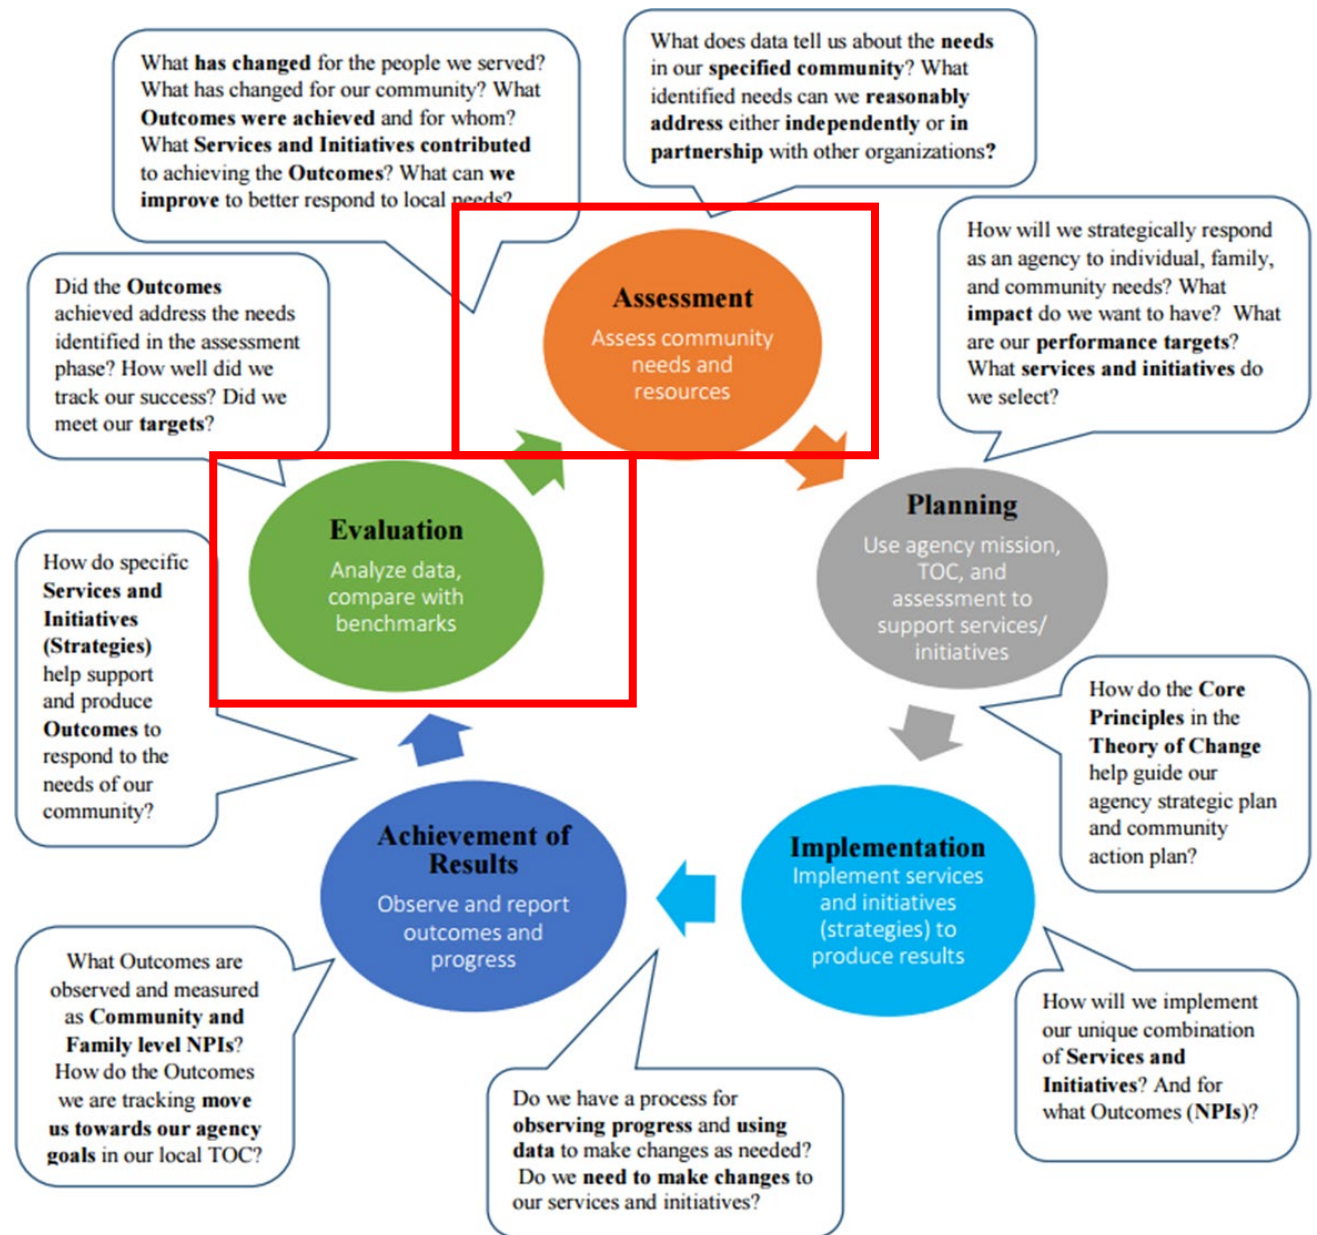 What has changed for the people we served?
What has changed for our community? What
Outcomes were achieved and for whom?
What Services and Initiatives contributed
to achieving the Outcomes? What can we
improve to better respond to local needs?
What does data tell us about the needs
in our specified community? What
identified needs can we reasonably
address either independently or in
partnership with other organizations?
How will we strategically respond
as an agency to individual, family,
and community needs? What
impact do we want to have? What
are our performance targets?
What services and initiatives do
we select?
Did the Outcomes
achieved address the needs
identified in the assessment
phase? How well did we
track our success? Did we
meet our targets?
Assessment
Assess community
needs and
resources
Evaluation
Analyze data,
compare with
benchmarks
Planning
Use agency mission,
TOC, and
assessment to
support services/
initiatives
How do specific
Services and
Initiatives
(Strategies)
help support
and produce
Outcomes to
respond to the
needs of our
community?
How do the Core
Principles in the
Theory of Change
help guide our
agency strategic plan
and community
action plan?
Achievement of
Results
Observe and report
outcomes and
progress
Implementation
Implement services
and initiatives
(strategies) to
produce results
What Outcomes are
observed and measured
as Community and
Family level NPIs?
How do the Outcomes
we are tracking move
us towards our agency
goals in our local TOC?
Do we have a process for
observing progress and using
data to make changes as needed?
Do we need to make changes to
our services and initiatives?
How will we implement
our unique combination
of Services and
Initiatives? And for
what Outcomes (NPIs)?